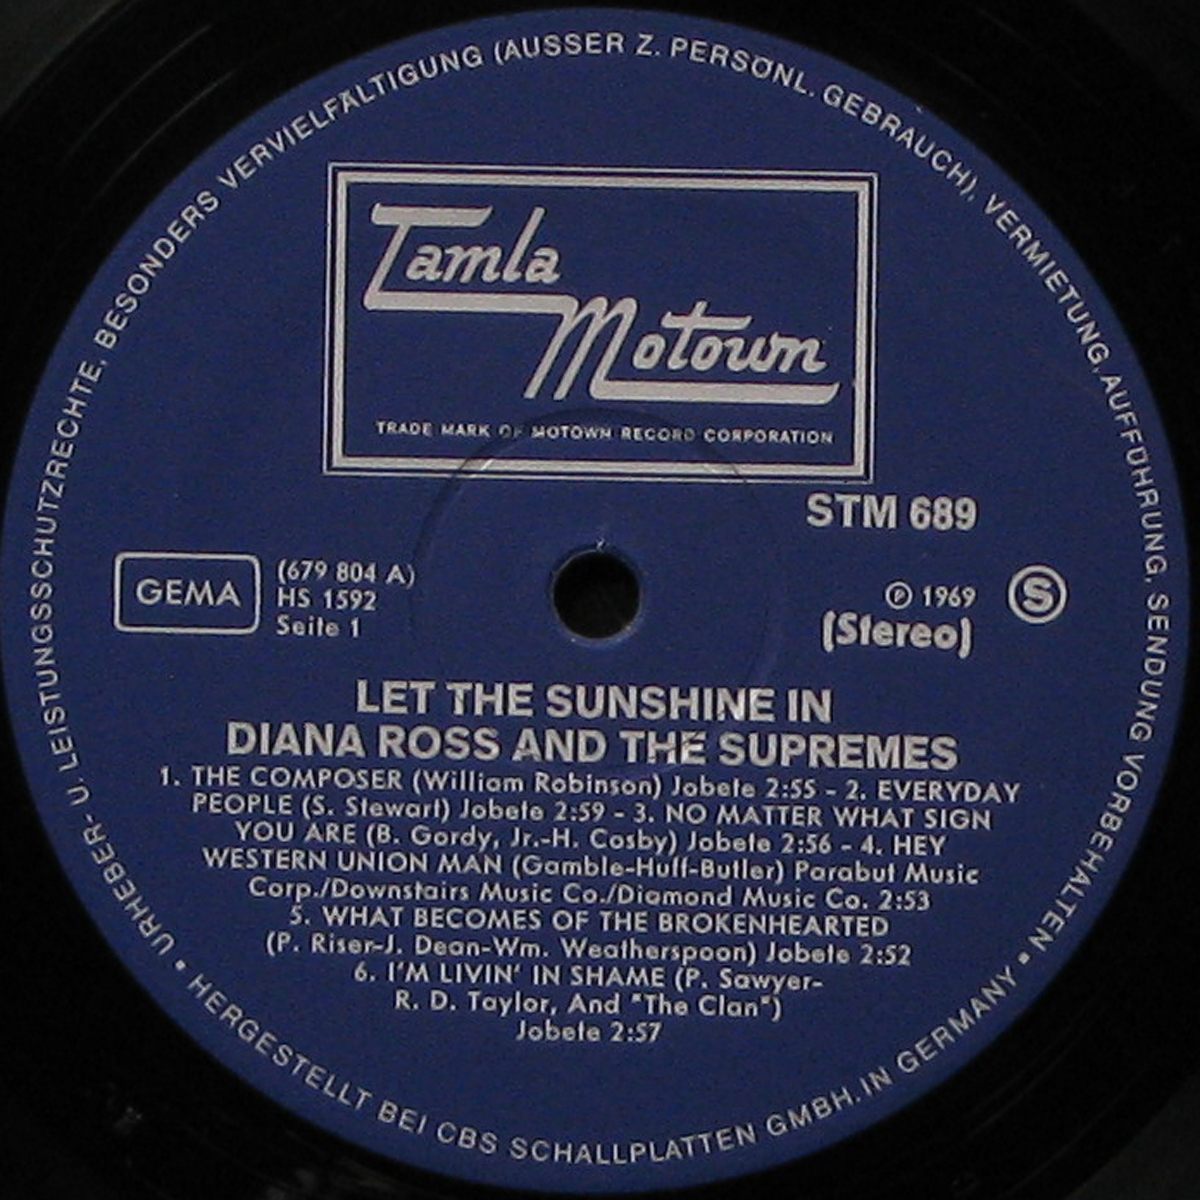 URHEBER- U. LEISTUNGSSCHUTZRECHTE, BESONDERS VERVIELFÄLTIGUNG (AUSSER Z. PERSÖNL. GEBRAUCH), VERMIETUNG, AUFFÜHRUNG, SENDUNG VORBEHALTEN •
Tamla
Motown
TRADE MARK OF MOTOWN RECORD CORPORATION
STM 689
GEMA
(679 804 A)
HS 1592
Seite 1
Ⓟ 1969
(Stereo)
Ⓢ
LET THE SUNSHINE IN
DIANA ROSS AND THE SUPREMES
1. THE COMPOSER (William Robinson) Jobete 2:55 - 2. EVERYDAY
PEOPLE (S. Stewart) Jobete 2:59 - 3. NO MATTER WHAT SIGN
YOU ARE (B. Gordy, Jr.-H. Cosby) Jobete 2:56 - 4. HEY
WESTERN UNION MAN (Gamble-Huff-Butler) Parabut Music
Corp./Downstairs Music Co./Diamond Music Co. 2:53
5. WHAT BECOMES OF THE BROKENHEARTED
(P. Riser-J. Dean-Wm. Weatherspoon) Jobete 2:52
6. I'M LIVIN' IN SHAME (P. Sawyer-
R. D. Taylor, And "The Clan")
Jobete 2:57
• HERGESTELLT BEI CBS SCHALLPLATTEN GMBH. IN GERMANY